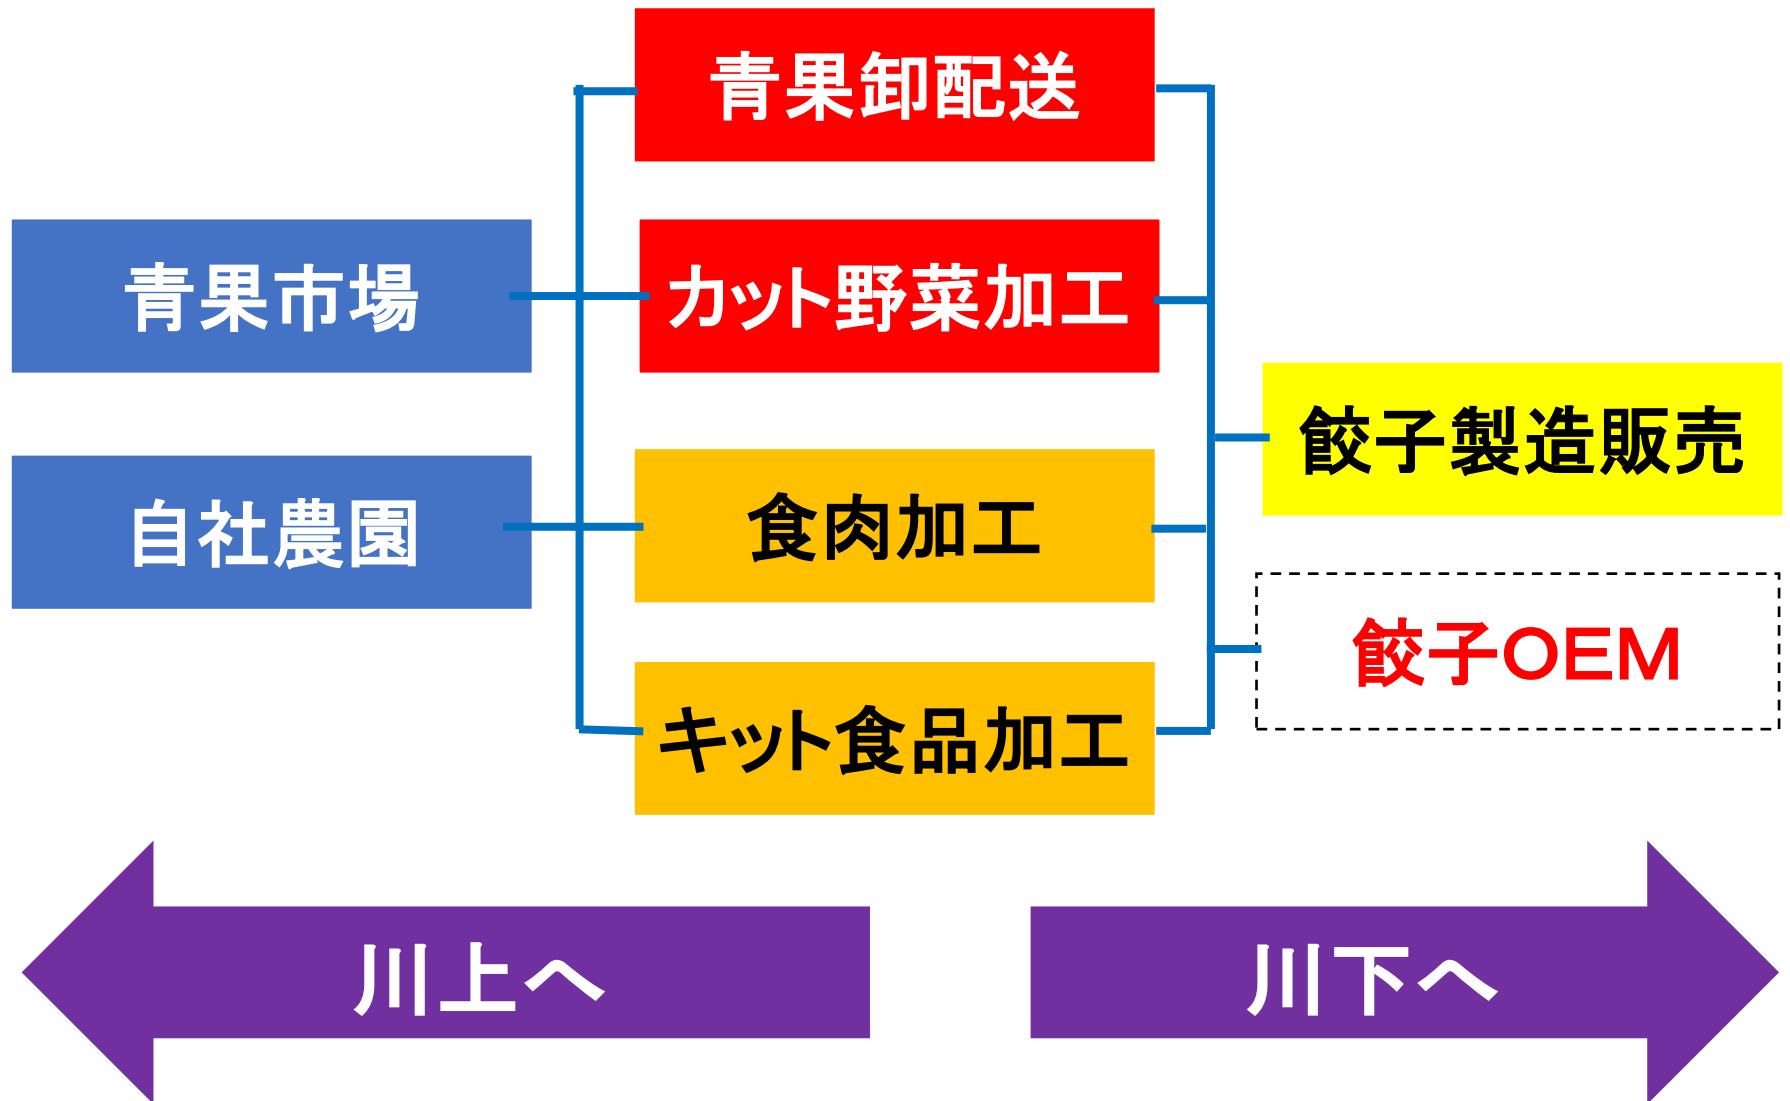 青果卸配送
青果市場
カット野菜加工
餃子製造販売
自社農園
食肉加工
餃子OEM
キット食品加工
川上へ
川下へ